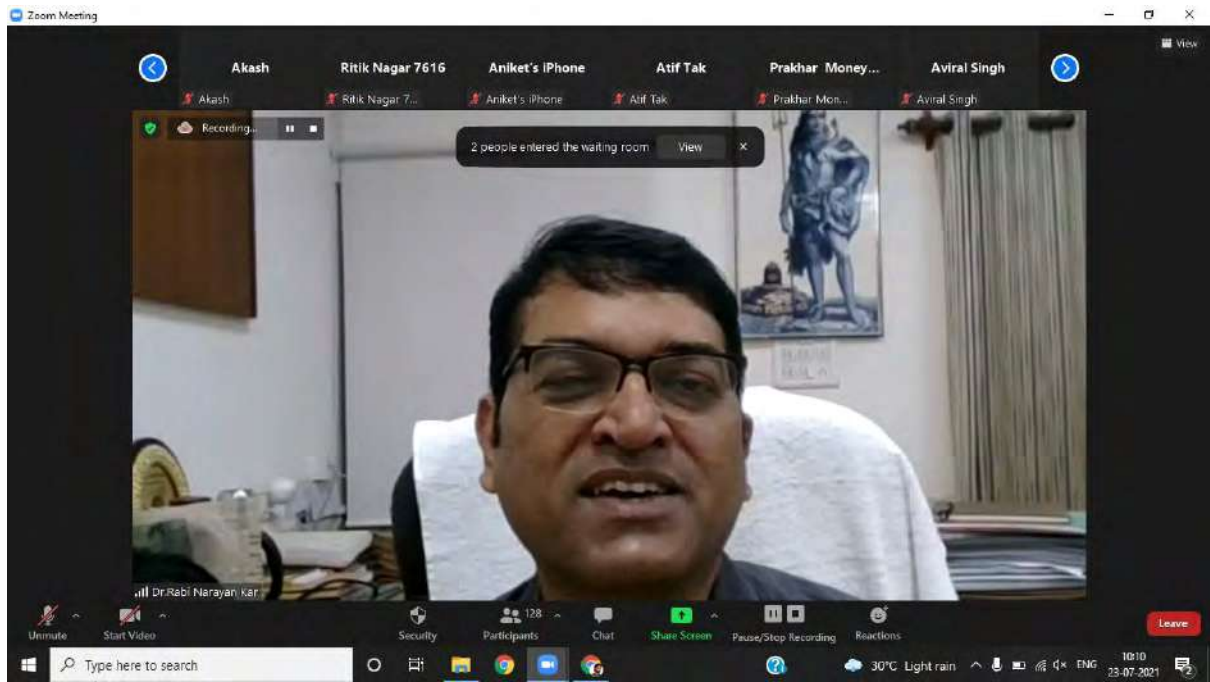 Zoom Meeting
View
Akash
Ritik Nagar 7616
Aniket's iPhone
Atif Tak
Prakhar Money...
Aviral Singh
Akash
Ritik Nagar 7...
Aniket's iPhone
Atif Tak
Prakhar Mon...
Aviral Singh
Recording...
2 people entered the waiting room
View
Dr.Rabi Narayan Kar
128
Unmute
Start Video
Security
Participants
Chat
Share Screen
Pause/Stop Recording
Reactions
Leave
Type here to search
30°C Light rain
ENG
10:10
23-07-2021
2